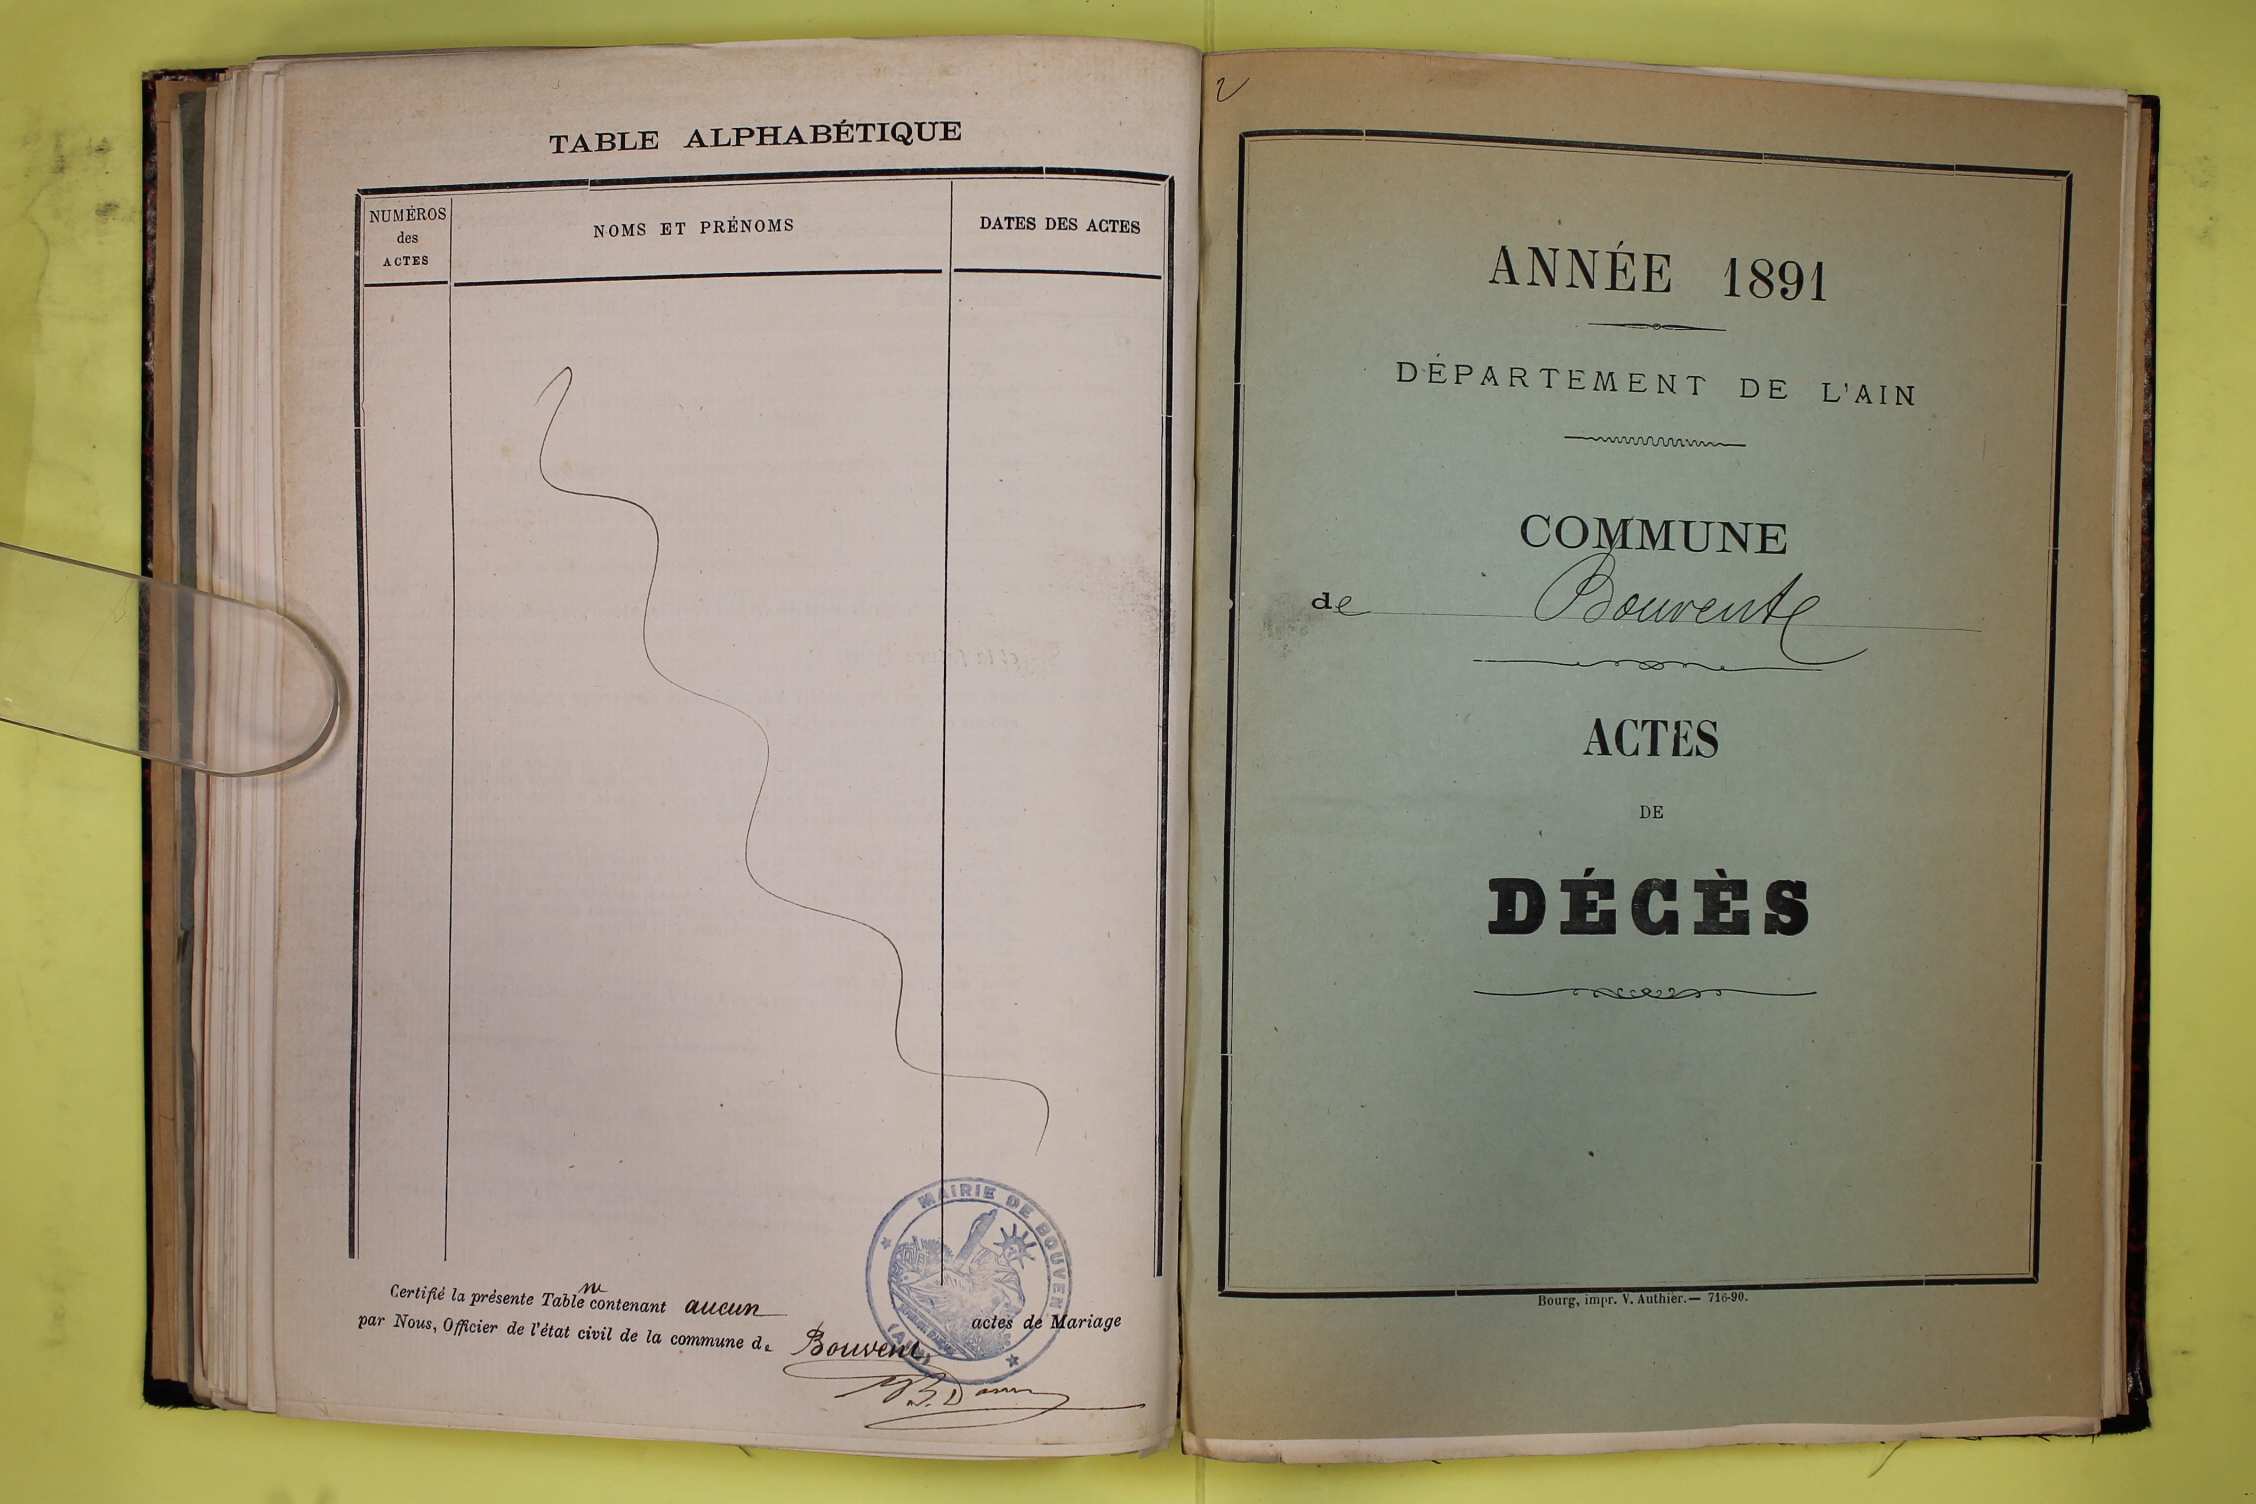 TABLE ALPHABÉTIQUE
NUMÉROS
des
ACTES
NOMS ET PRÉNOMS
DATES DES ACTES
MAIRIE DE BOUVENT
(AIN)
Certifié la présente Table ne contenant aucun actes de Mariage
par Nous, Officier de l'état civil de la commune de Bouvent
2
ANNÉE 1891
DÉPARTEMENT DE L'AIN
COMMUNE
de Bouvent
ACTES
DE
DÉCÈS
Bourg, impr. V. Authier.— 716-90.